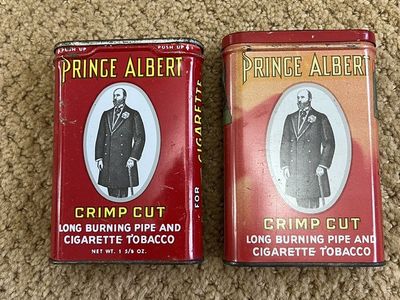 PUSH UP
PUSH UP
PRINCE ALBERT
CRIMP CUT
LONG BURNING PIPE AND
CIGARETTE TOBACCO
NET WT. 1 5/8 OZ.
FOR CIGARETTE
PRINCE ALBERT
CRIMP CUT
LONG BURNING PIPE AND
CIGARETTE TOBACCO